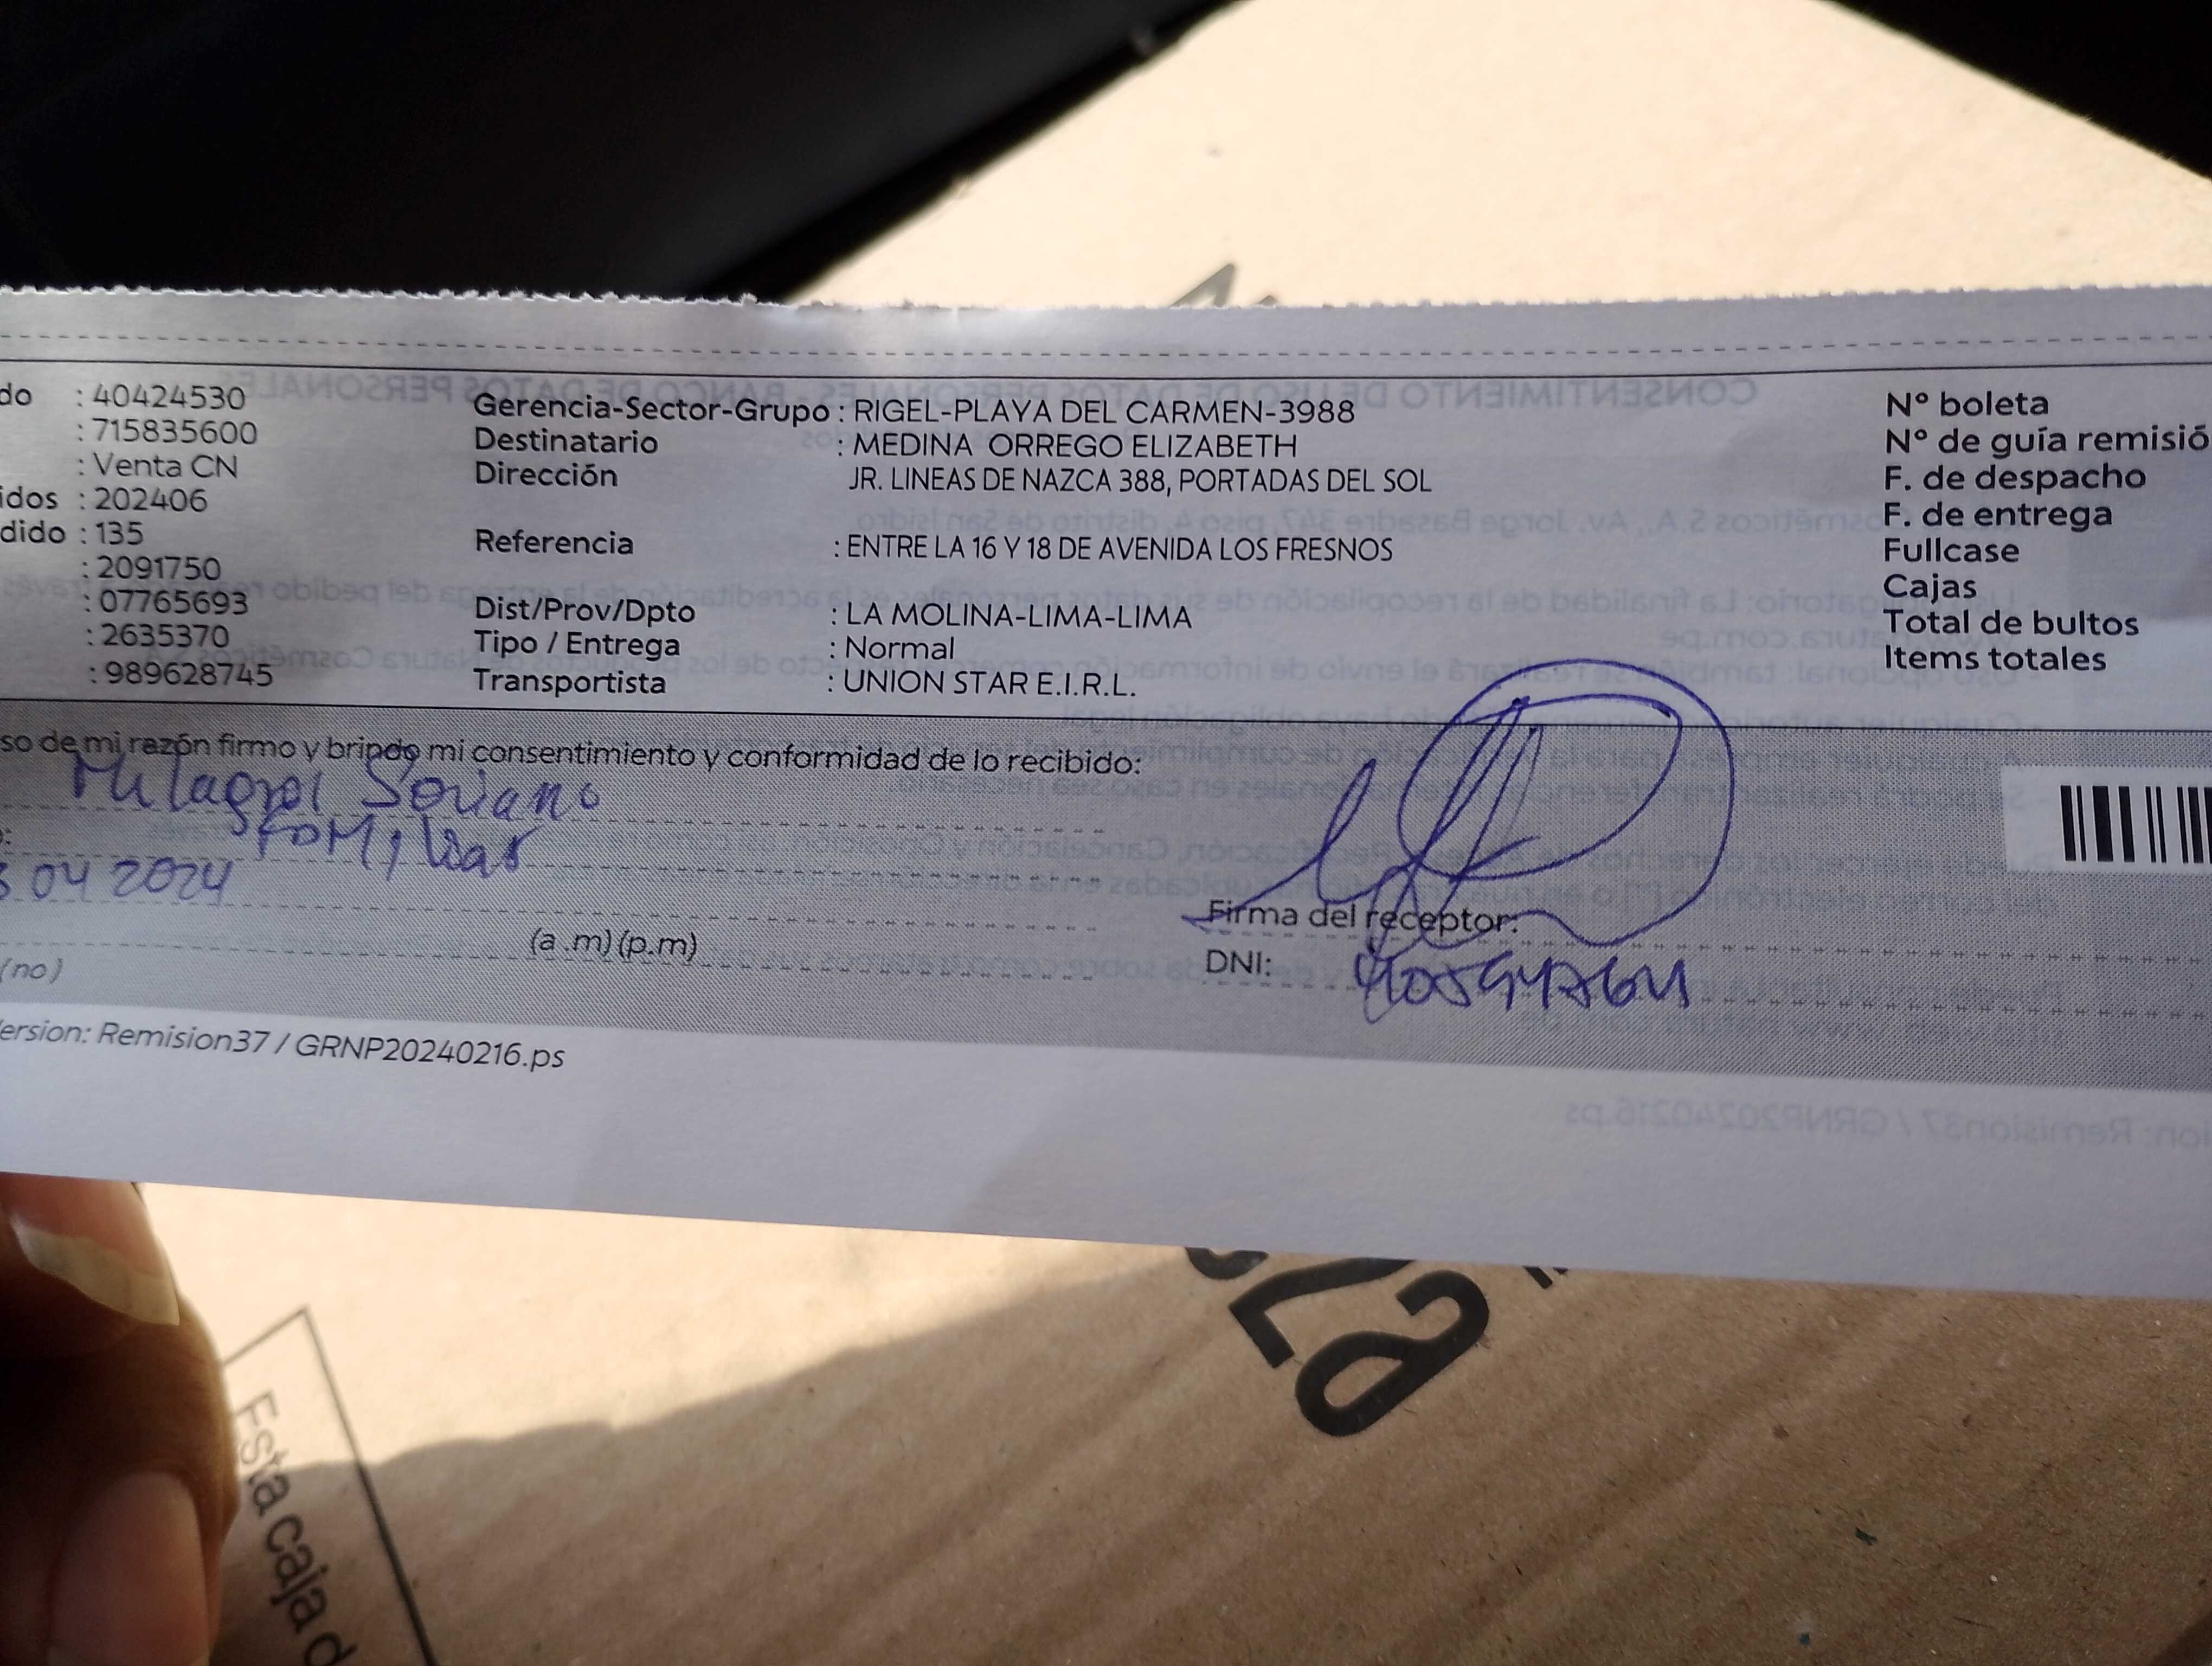 do : 40424530
: 715835600
: Venta CN
idos : 202406
dido : 135
: 2091750
: 07765693
: 2635370
: 989628745
Gerencia-Sector-Grupo : RIGEL-PLAYA DEL CARMEN-3988
Destinatario : MEDINA ORREGO ELIZABETH
Dirección JR. LINEAS DE NAZCA 388, PORTADAS DEL SOL
Referencia : ENTRE LA 16 Y 18 DE AVENIDA LOS FRESNOS
Dist/Prov/Dpto : LA MOLINA-LIMA-LIMA
Tipo / Entrega : Normal
Transportista : UNION STAR E.I.R.L.
N° boleta
N° de guía remisió
F. de despacho
F. de entrega
Fullcase
Cajas
Total de bultos
Items totales
so de mi razón firmo y brindo mi consentimiento y conformidad de lo recibido:
Milagros Soriano
Familiar
04 2024
(a .m) (p.m)
(no)
Firma del receptor:
DNI:
ersion: Remision37 / GRNP20240216.ps
Esta caja d